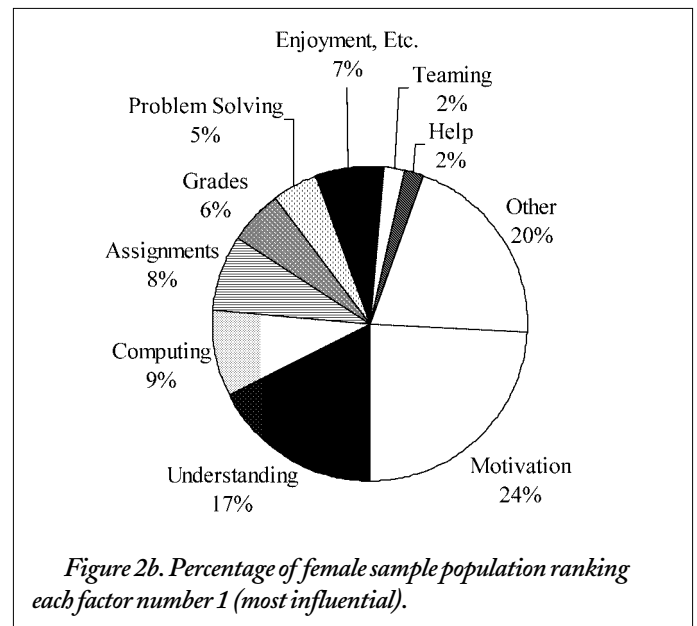 Enjoyment, Etc.
7%
Teaming
2%
Help
2%
Problem Solving
5%
Grades
6%
Other
20%
Assignments
8%
Computing
9%
Motivation
24%
Understanding
17%
Figure 2b. Percentage of female sample population ranking
each factor number 1 (most influential).